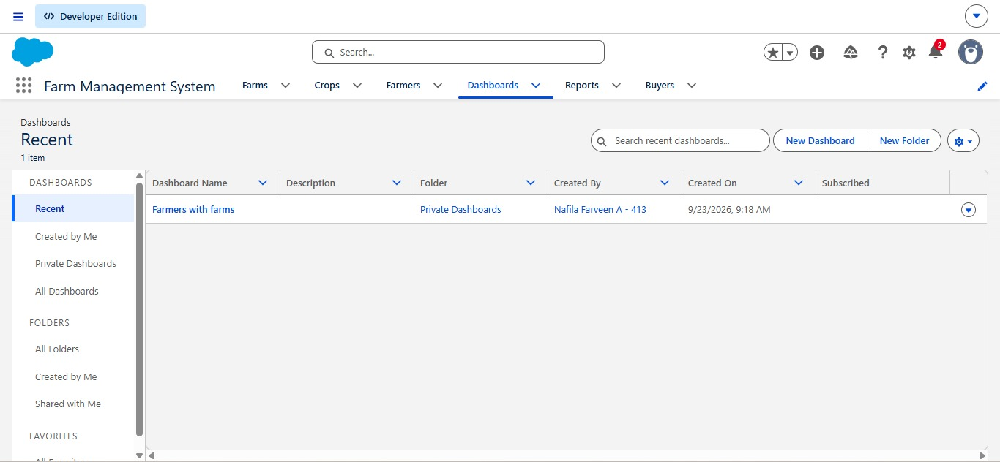 </> Developer Edition
Search...
2
Farm Management System Farms Crops Farmers Dashboards Reports Buyers
Dashboards
Recent
1 item
Search recent dashboards... New Dashboard New Folder
DASHBOARDS
Recent
Created by Me
Private Dashboards
All Dashboards
FOLDERS
All Folders
Created by Me
Shared with Me
FAVORITES
All Favorites
Dashboard Name Description Folder Created By Created On Subscribed
Farmers with farms Private Dashboards Nafila Farveen A - 413 9/23/2026, 9:18 AM